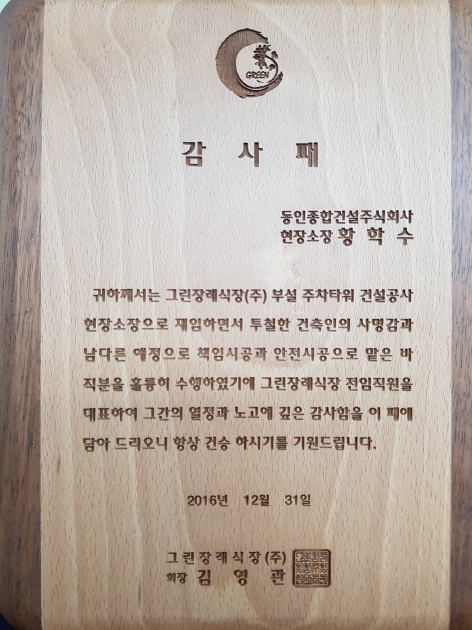 GREEN
감 사 패
동인종합건설주식회사
현장소장 황 학 수
귀하께서는 그린장례식장(주) 부설 주차타워 건설공사
현장소장으로 재임하면서 투철한 건축인의 사명감과
남다른 애정으로 책임시공과 안전시공으로 맡은 바
직분을 훌륭히 수행하였기에 그린장례식장 전임직원을
대표하여 그간의 열정과 노고에 깊은 감사함을 이 패에
담아 드리오니 항상 건승 하시기를 기원드립니다.
2016년 12월 31일
그린장례식장(주)
회장 김 영 관